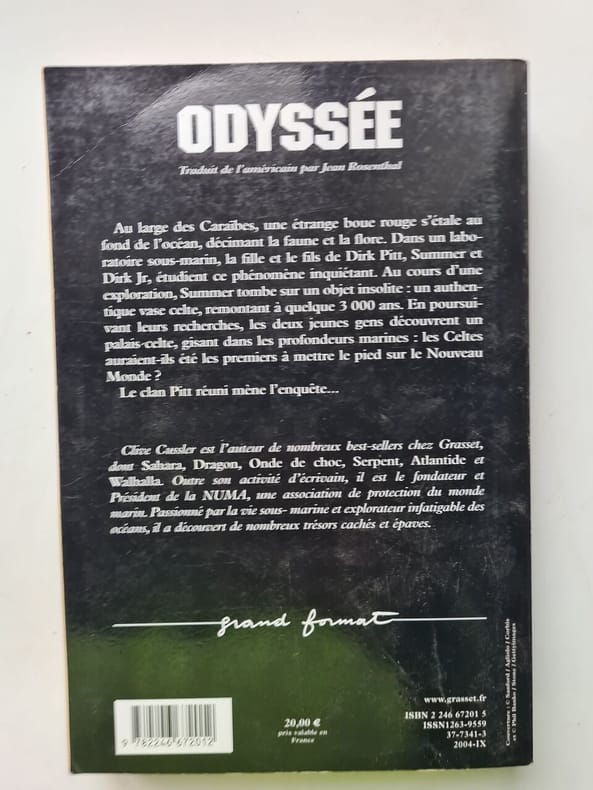 ODYSSÉE
Traduit de l'américain par Jean Rosenthal
Au large des Caraïbes, une étrange boue rouge s'étale au
fond de l'océan, décimant la faune et la flore. Dans un labo-
ratoire sous-marin, la fille et le fils de Dirk Pitt, Summer et
Dirk Jr, étudient ce phénomène inquiétant. Au cours d'une
exploration, Summer tombe sur un objet insolite : un authen-
tique vase celte, remontant à quelque 3 000 ans. En poursui-
vant leurs recherches, les deux jeunes gens découvrent un
palais celte, gisant dans les profondeurs marines : les Celtes
auraient-ils été les premiers à mettre le pied sur le Nouveau
Monde ?
Le clan Pitt réuni mène l'enquête...
Clive Cussler est l'auteur de nombreux best-sellers chez Grasset,
dont Sahara, Dragon, Onde de choc, Serpent, Atlantide et
Walhalla. Outre son activité d'écrivain, il est le fondateur et
Président de la NUMA, une association de protection du monde
marin. Passionné par la vie sous- marine et explorateur infatigable des
océans, il a découvert de nombreux trésors cachés et épaves.
grand format
www.grasset.fr
ISBN 2 246 67201 5
ISSN1263-9559
37-7341-3
2004-IX
20,00 €
prix valable en
France
9 782246 672012
Couverture : © Sanford / Agliolo / Corbis
et © Phil Banko / Stone / Gettyimages